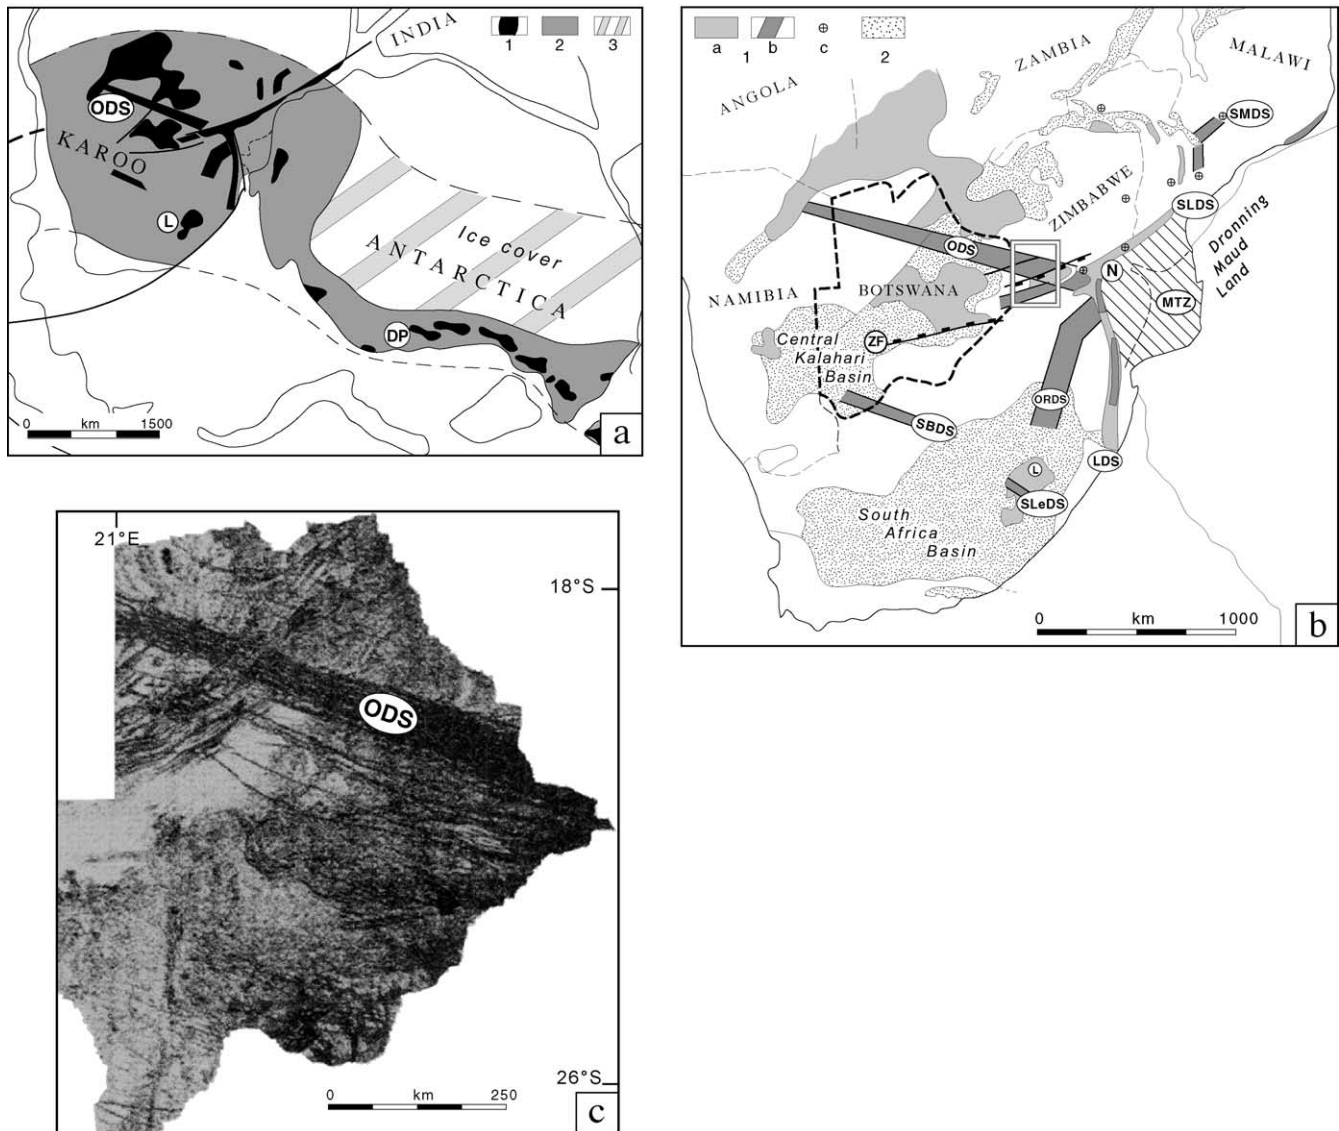 INDIA
1 2 3
ODS
KAROO
L
Ice cover
ANTARCTICA
DP
0 km 1500
a
a b c
1 2
ANGOLA
ZAMBIA
MALAWI
SMDS
ZIMBABWE
SLDS
Dronning
Maud
Land
ODS
N
NAMIBIA
BOTSWANA
MTZ
ZF
Central
Kalahari
Basin
ORDS
SBDS
LDS
L
SLeDS
South
Africa
Basin
0 km 1000
b
21°E
18°S
ODS
26°S
0 km 250
c